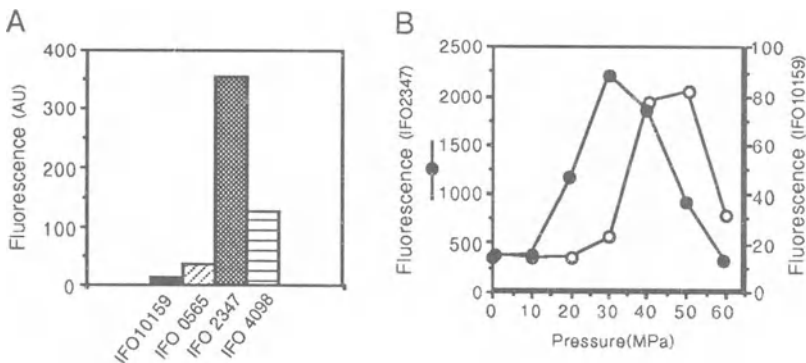 A
400
300
200
100
0
Fluorescence (AU)
IFO10159
IFO 0565
IFO 2347
IFO 4098
B
2500
2000
1500
1000
500
0
Fluorescence (IFO2347)
100
80
60
40
20
0
Fluorescence (IFO10159)
0 10 20 30 40 50 60
Pressure(MPa)